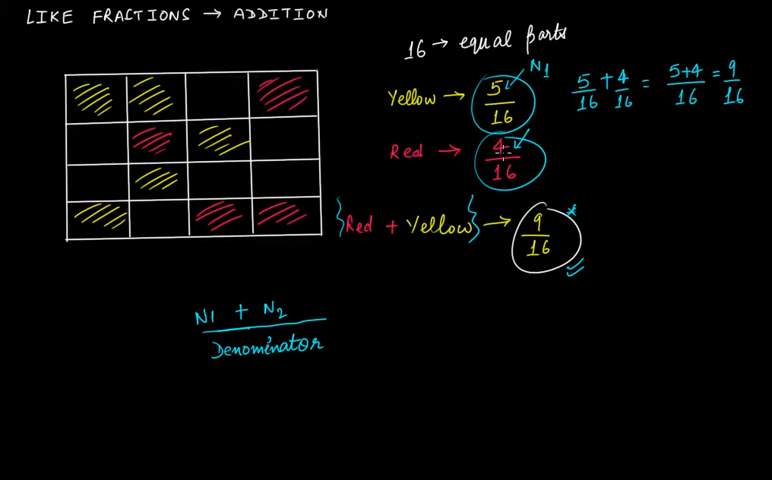 LIKE FRACTIONS → ADDITION
16 → equal parts
Yellow → 5/16 N1
5/16 + 4/16 = 5+4/16 = 9/16
Red → 4/16
{Red + Yellow} → 9/16
N1 + N2
Denominator